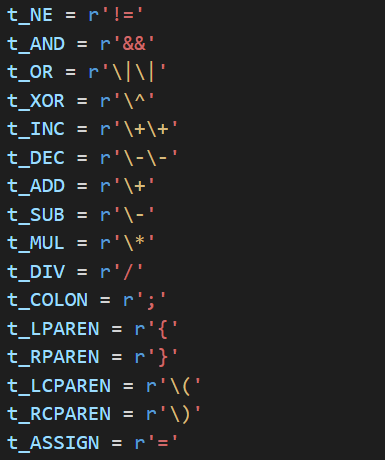 t_NE = r'!='
t_AND = r'&&'
t_OR = r'\|\|'
t_XOR = r'\^'
t_INC = r'\+\+'
t_DEC = r'\-\-'
t_ADD = r'\+'
t_SUB = r'\-'
t_MUL = r'\*'
t_DIV = r'/'
t_COLON = r';'
t_LPAREN = r'{'
t_RPAREN = r'}'
t_LCPAREN = r'\('
t_RCPAREN = r'\)'
t_ASSIGN = r'='